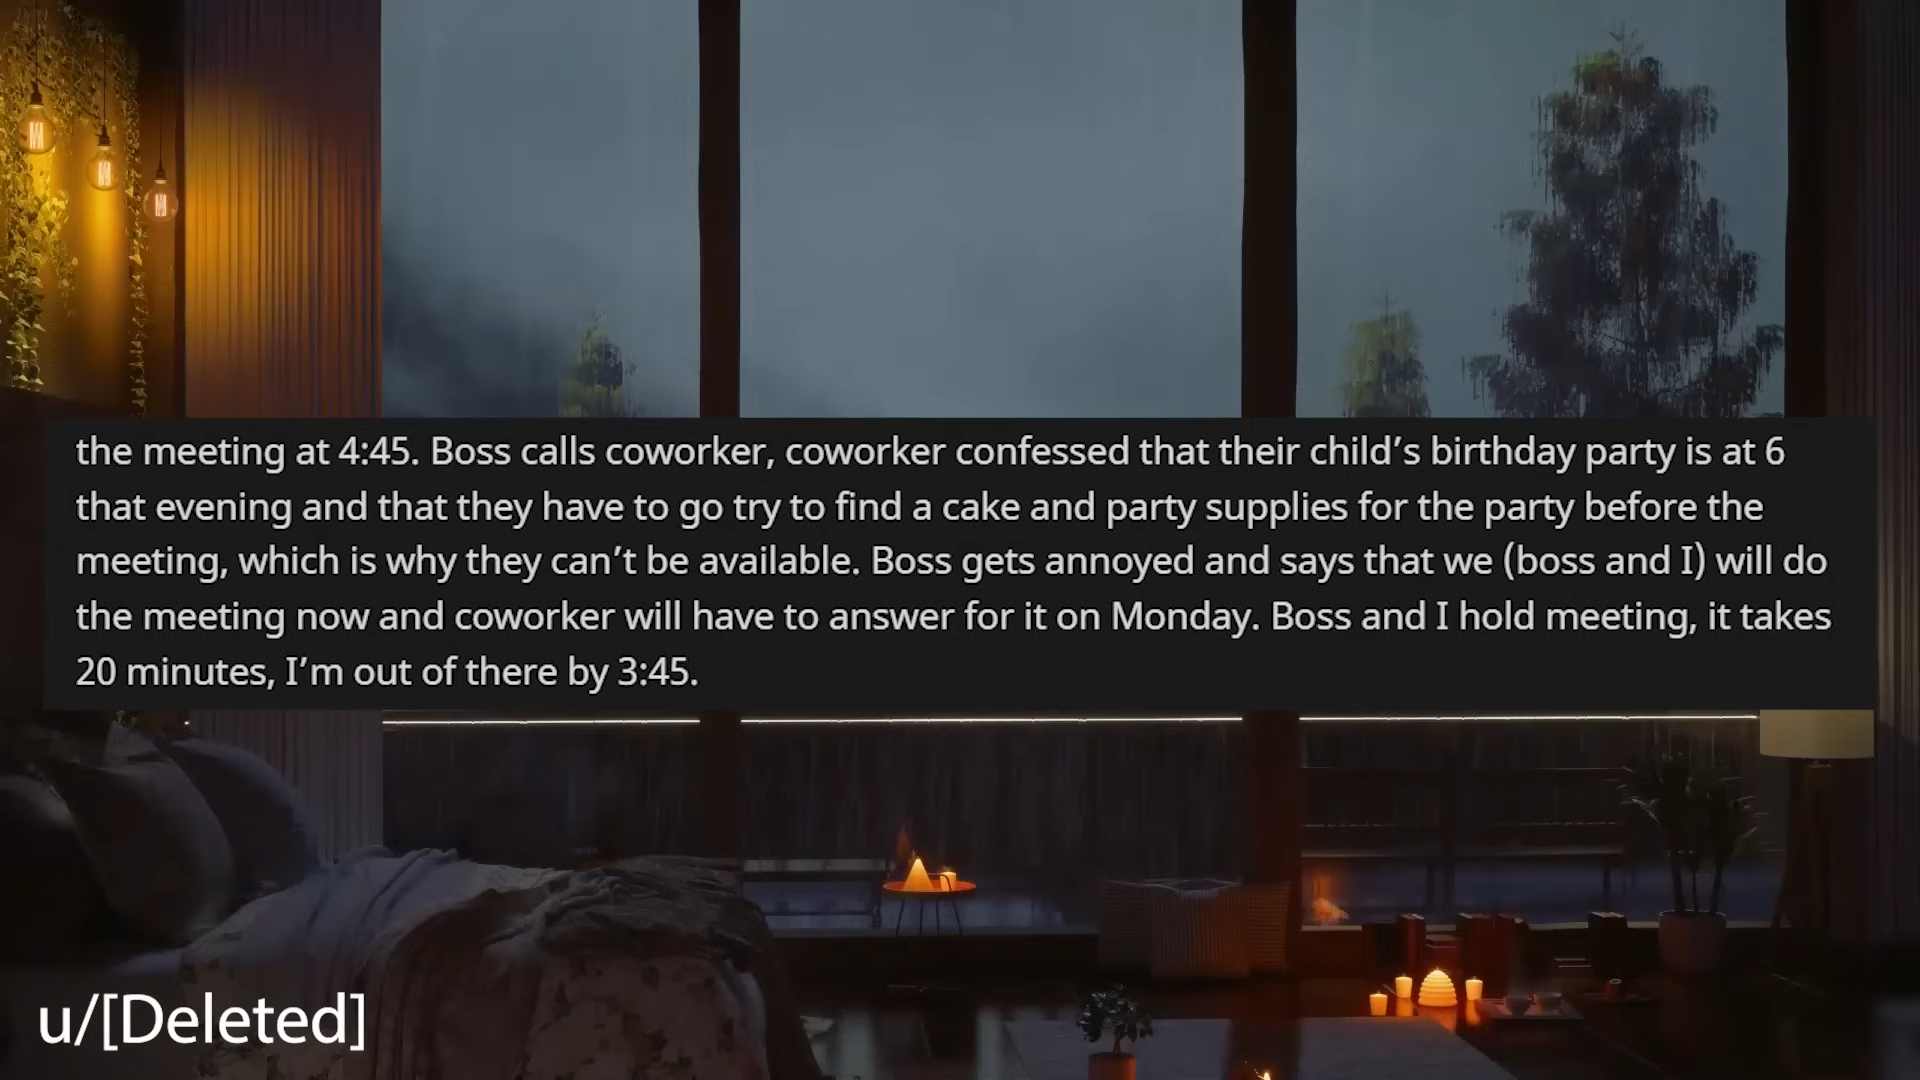 the meeting at 4:45. Boss calls coworker, coworker confessed that their child’s birthday party is at 6
that evening and that they have to go try to find a cake and party supplies for the party before the
meeting, which is why they can’t be available. Boss gets annoyed and says that we (boss and I) will do
the meeting now and coworker will have to answer for it on Monday. Boss and I hold meeting, it takes
20 minutes, I’m out of there by 3:45.
u/[Deleted]